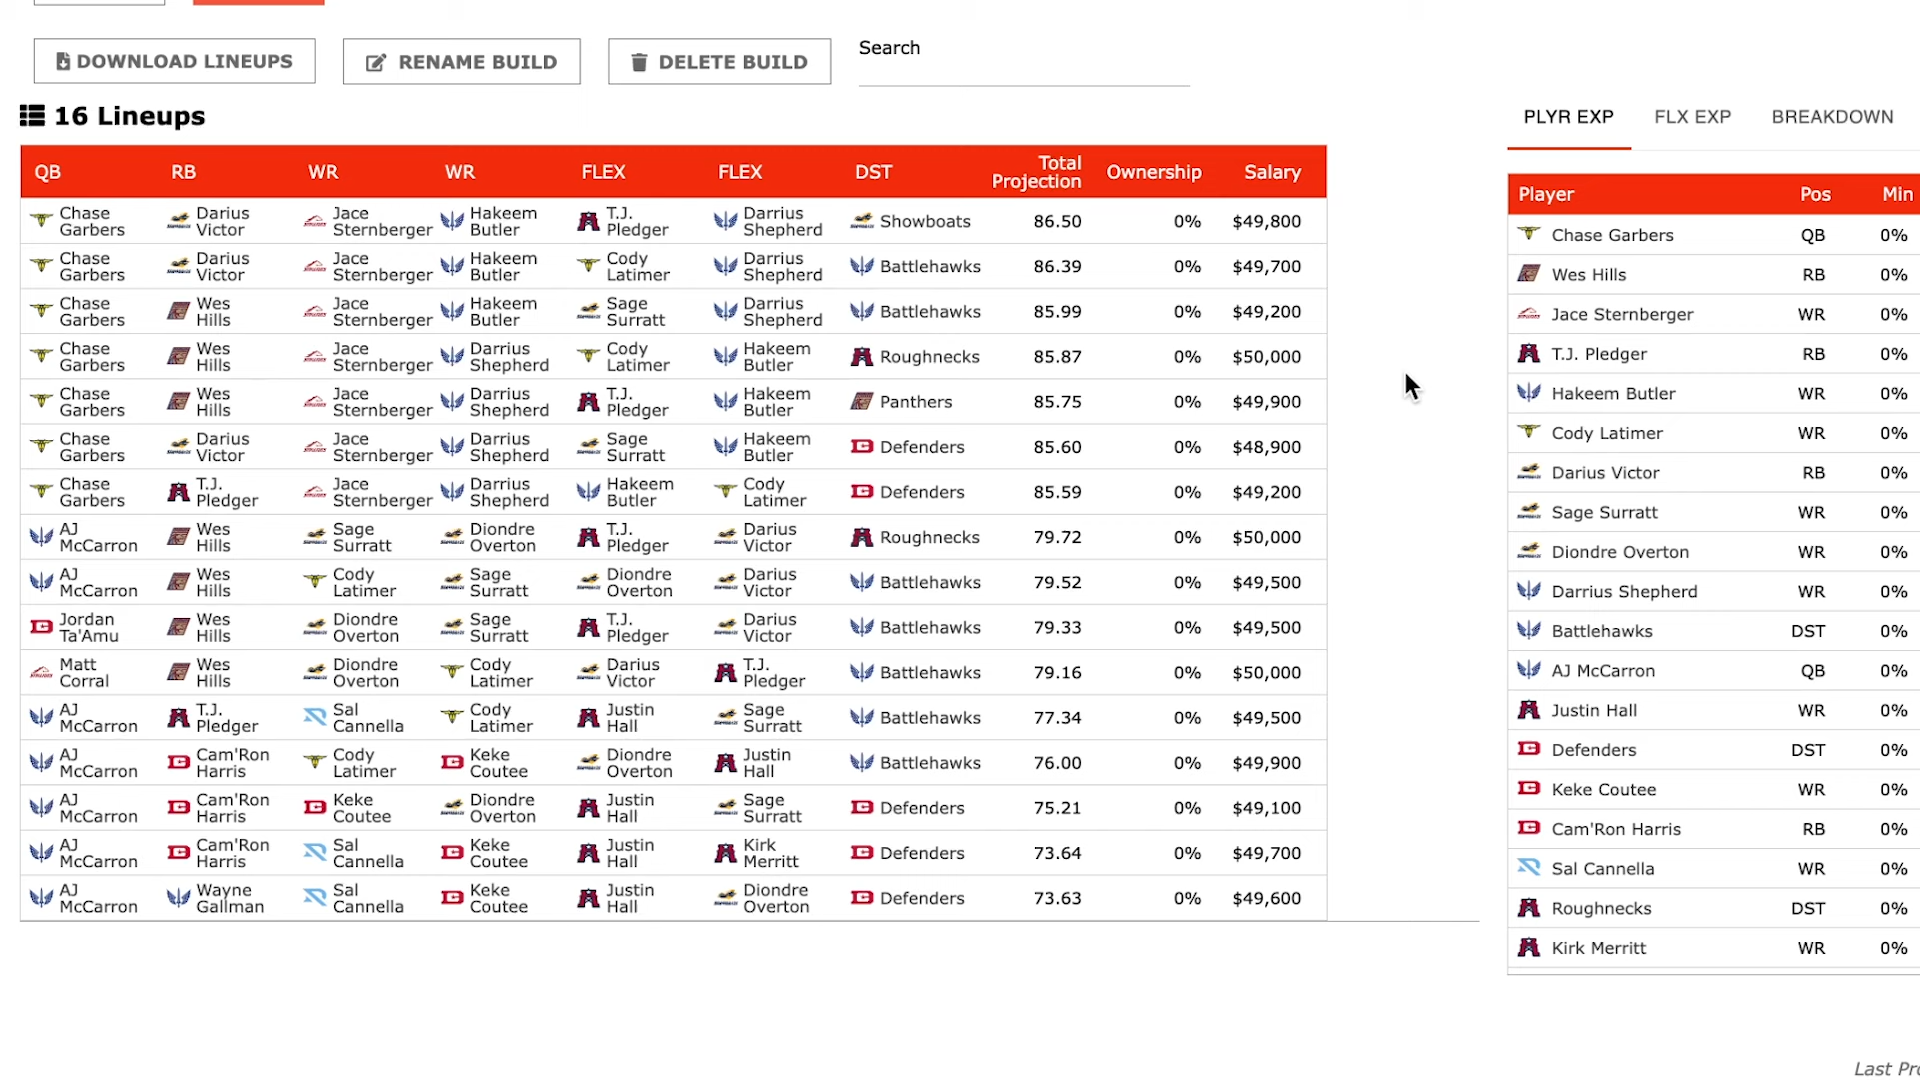 DOWNLOAD LINEUPS
RENAME BUILD
DELETE BUILD
Search
16 Lineups
QB RB WR WR FLEX FLEX DST Total Projection Ownership Salary
Chase Garbers Darius Victor Jace Sternberger Hakeem Butler T.J. Pledger Darrius Shepherd Showboats 86.50 0% $49,800
Chase Garbers Darius Victor Jace Sternberger Hakeem Butler Cody Latimer Darrius Shepherd Battlehawks 86.39 0% $49,700
Chase Garbers Wes Hills Jace Sternberger Hakeem Butler Sage Surratt Darrius Shepherd Battlehawks 85.99 0% $49,200
Chase Garbers Wes Hills Jace Sternberger Darrius Shepherd Cody Latimer Hakeem Butler Roughnecks 85.87 0% $50,000
Chase Garbers Wes Hills Jace Sternberger Darrius Shepherd T.J. Pledger Hakeem Butler Panthers 85.75 0% $49,900
Chase Garbers Darius Victor Jace Sternberger Darrius Shepherd Sage Surratt Hakeem Butler Defenders 85.60 0% $48,900
Chase Garbers T.J. Pledger Jace Sternberger Darrius Shepherd Hakeem Butler Cody Latimer Defenders 85.59 0% $49,200
AJ McCarron Wes Hills Sage Surratt Diondre Overton T.J. Pledger Darius Victor Roughnecks 79.72 0% $50,000
AJ McCarron Wes Hills Cody Latimer Sage Surratt Diondre Overton Darius Victor Battlehawks 79.52 0% $49,500
Jordan Ta'Amu Wes Hills Diondre Overton Sage Surratt T.J. Pledger Darius Victor Battlehawks 79.33 0% $49,500
Matt Corral Wes Hills Diondre Overton Cody Latimer Darius Victor T.J. Pledger Battlehawks 79.16 0% $50,000
AJ McCarron T.J. Pledger Sal Cannella Cody Latimer Justin Hall Sage Surratt Battlehawks 77.34 0% $49,500
AJ McCarron Cam'Ron Harris Cody Latimer Keke Coutee Diondre Overton Justin Hall Battlehawks 76.00 0% $49,900
AJ McCarron Cam'Ron Harris Keke Coutee Diondre Overton Justin Hall Sage Surratt Defenders 75.21 0% $49,100
AJ McCarron Cam'Ron Harris Sal Cannella Keke Coutee Justin Hall Kirk Merritt Defenders 73.64 0% $49,700
AJ McCarron Wayne Gallman Sal Cannella Keke Coutee Justin Hall Diondre Overton Defenders 73.63 0% $49,600
PLYR EXP FLX EXP BREAKDOWN
Player Pos Min
Chase Garbers QB 0%
Wes Hills RB 0%
Jace Sternberger WR 0%
T.J. Pledger RB 0%
Hakeem Butler WR 0%
Cody Latimer WR 0%
Darius Victor RB 0%
Sage Surratt WR 0%
Diondre Overton WR 0%
Darrius Shepherd WR 0%
Battlehawks DST 0%
AJ McCarron QB 0%
Justin Hall WR 0%
Defenders DST 0%
Keke Coutee WR 0%
Cam'Ron Harris RB 0%
Sal Cannella WR 0%
Roughnecks DST 0%
Kirk Merritt WR 0%
Last Pro